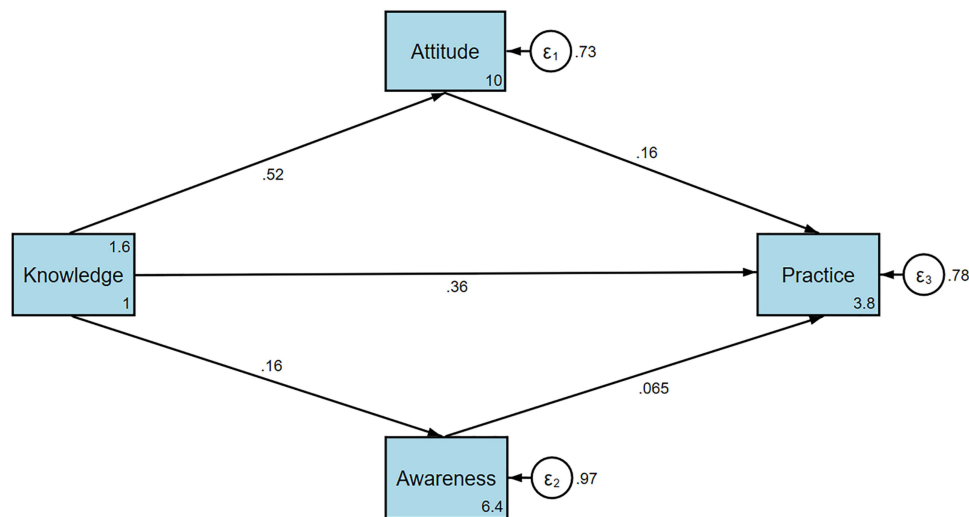 Attitude
10
ε1
.73
.52
.16
1.6
Knowledge
1
.36
Practice
3.8
ε3
.78
.16
.065
Awareness
6.4
ε2
.97